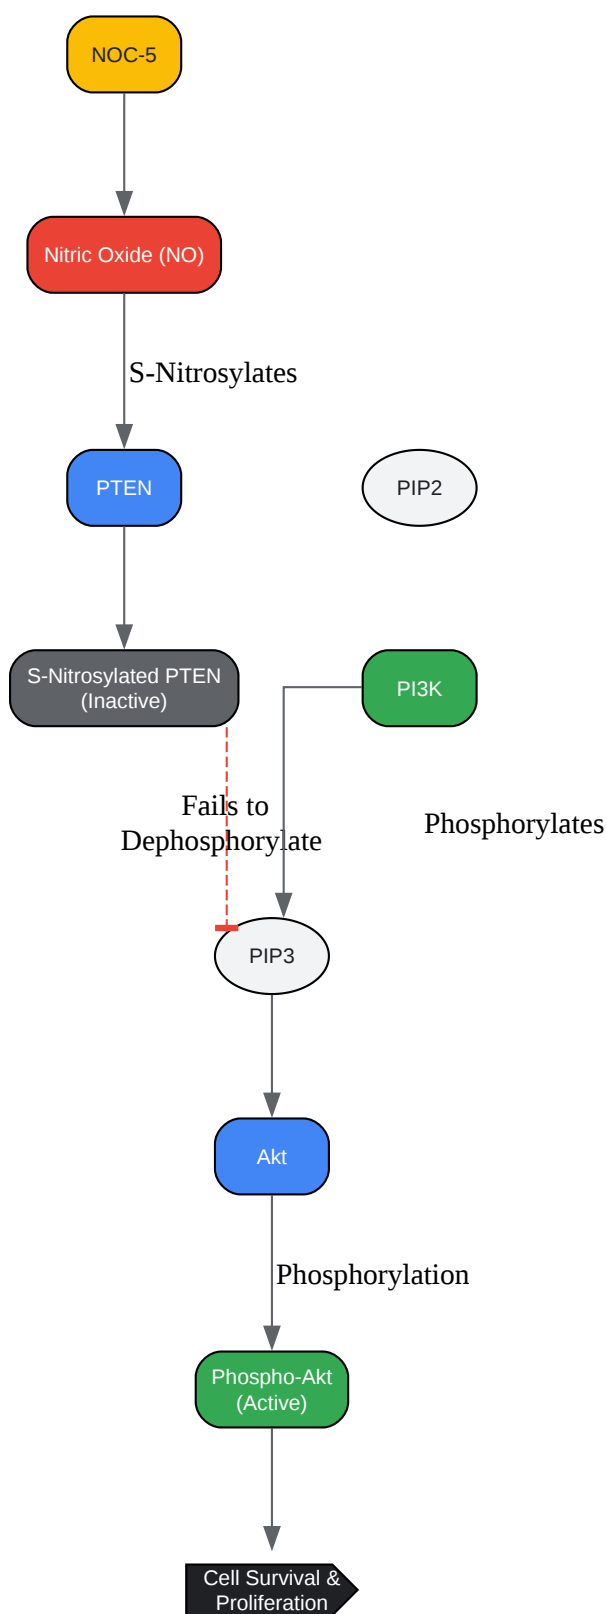 NOC-5
Nitric Oxide (NO)
S-Nitrosylates
PTEN
PIP2
S-Nitrosylated PTEN
(Inactive)
PI3K
Fails to
Dephosphorylate
Phosphorylates
PIP3
Akt
Phosphorylation
Phospho-Akt
(Active)
Cell Survival &
Proliferation